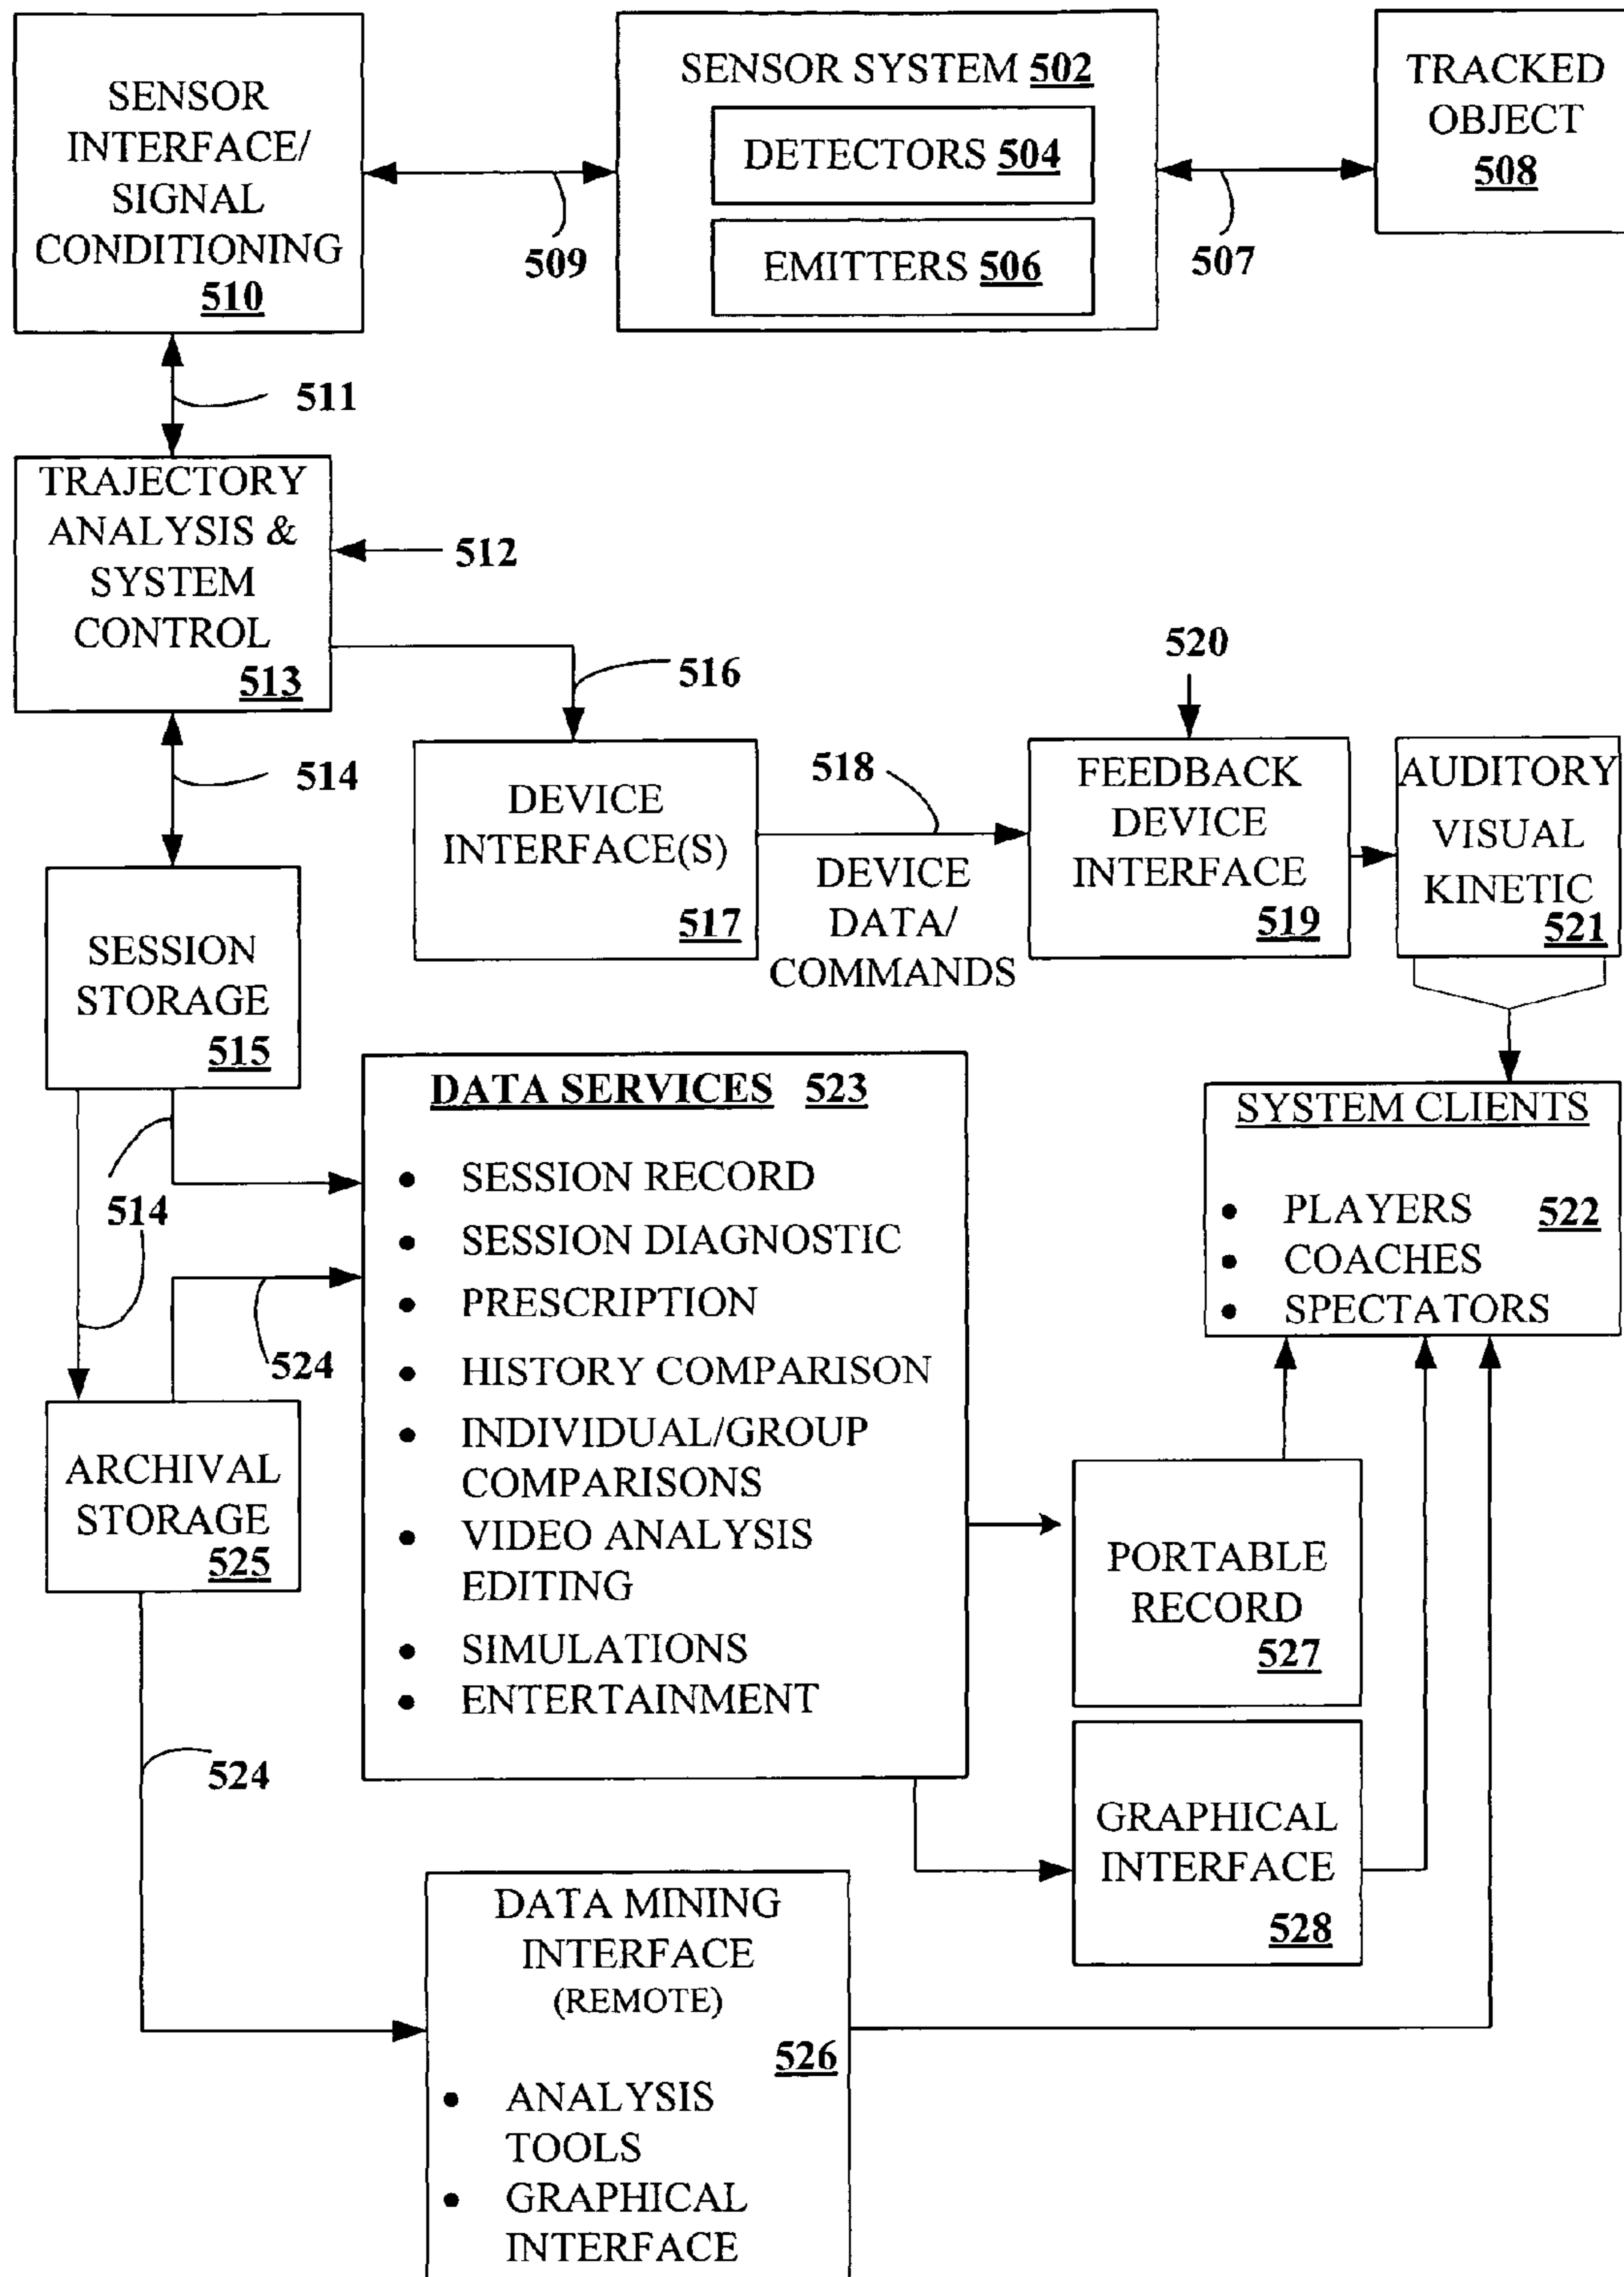 SENSOR
INTERFACE/
SIGNAL
CONDITIONING
510
SENSOR SYSTEM 502
DETECTORS 504
EMITTERS 506
TRACKED
OBJECT
508
509
507
511
TRAJECTORY
ANALYSIS &
SYSTEM
CONTROL
513
512
516
514
520
DEVICE
INTERFACE(S)
517
518
DEVICE
DATA/
COMMANDS
FEEDBACK
DEVICE
INTERFACE
519
AUDITORY
VISUAL
KINETIC
521
SESSION
STORAGE
515
514
524
DATA SERVICES 523
• SESSION RECORD
• SESSION DIAGNOSTIC
• PRESCRIPTION
• HISTORY COMPARISON
• INDIVIDUAL/GROUP
COMPARISONS
• VIDEO ANALYSIS
EDITING
• SIMULATIONS
• ENTERTAINMENT
SYSTEM CLIENTS
522
• PLAYERS
• COACHES
• SPECTATORS
ARCHIVAL
STORAGE
525
524
PORTABLE
RECORD
527
GRAPHICAL
INTERFACE
528
DATA MINING
INTERFACE
(REMOTE)
526
• ANALYSIS
TOOLS
• GRAPHICAL
INTERFACE